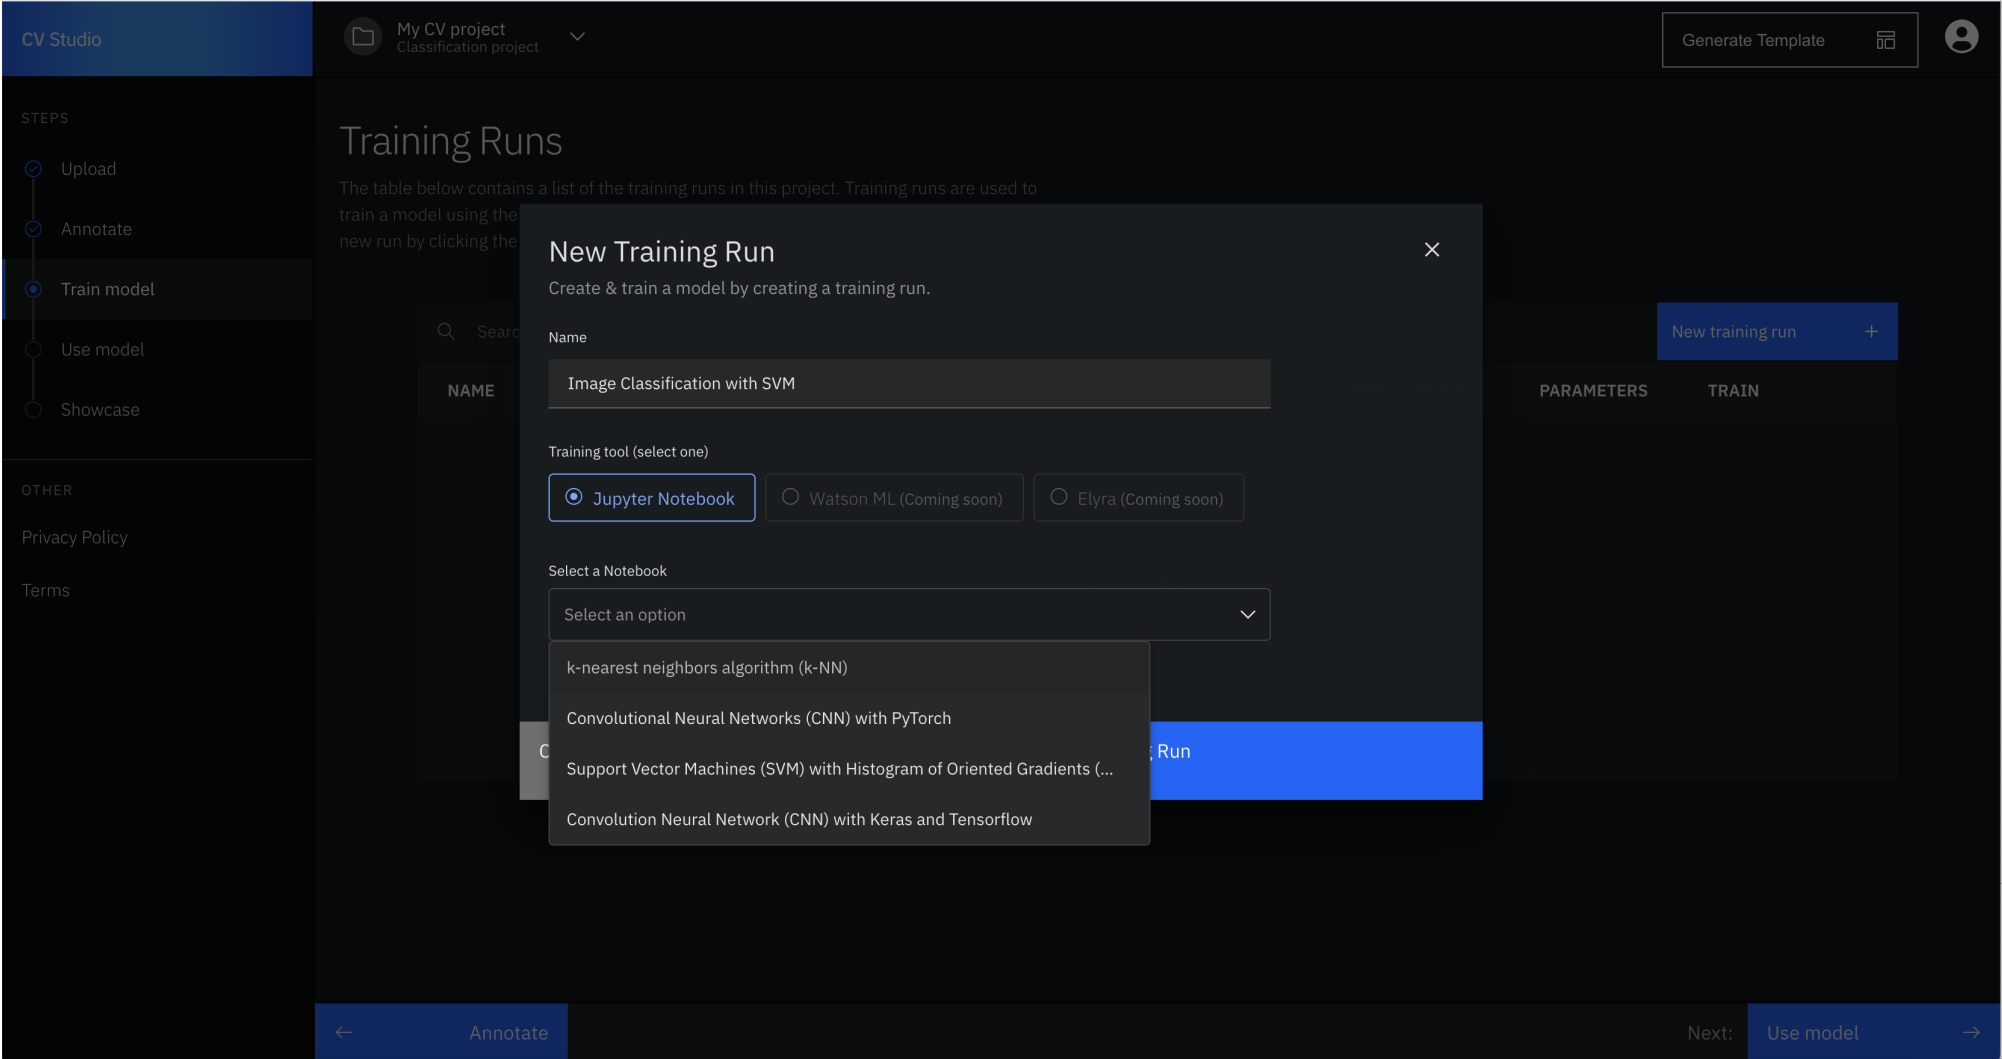 CV Studio
My CV project
Classification project
Generate Template
STEPS
Upload
Annotate
Train model
Use model
Showcase
OTHER
Privacy Policy
Terms
Training Runs
The table below contains a list of the training runs in this project. Training runs are used to
train a model using the
new run by clicking the
Searc
New training run
NAME
PARAMETERS
TRAIN
New Training Run
Create & train a model by creating a training run.
Name
Image Classification with SVM
Training tool (select one)
Jupyter Notebook
Watson ML (Coming soon)
Elyra (Coming soon)
Select a Notebook
Select an option
k-nearest neighbors algorithm (k-NN)
Convolutional Neural Networks (CNN) with PyTorch
Support Vector Machines (SVM) with Histogram of Oriented Gradients (...
Convolution Neural Network (CNN) with Keras and Tensorflow
Run
Annotate
Next:
Use model